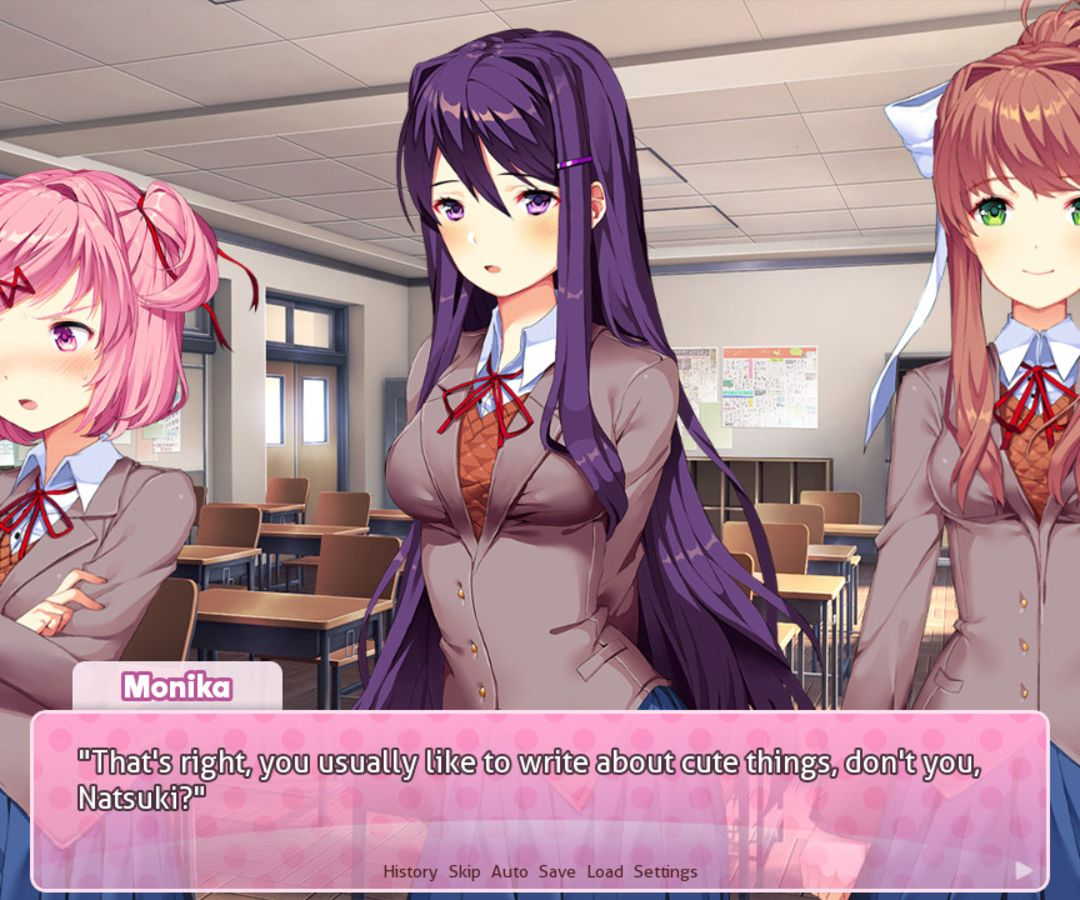 Monika
"That's right, you usually like to write about cute things, don't you,
Natsuki?"
History Skip Auto Save Load Settings